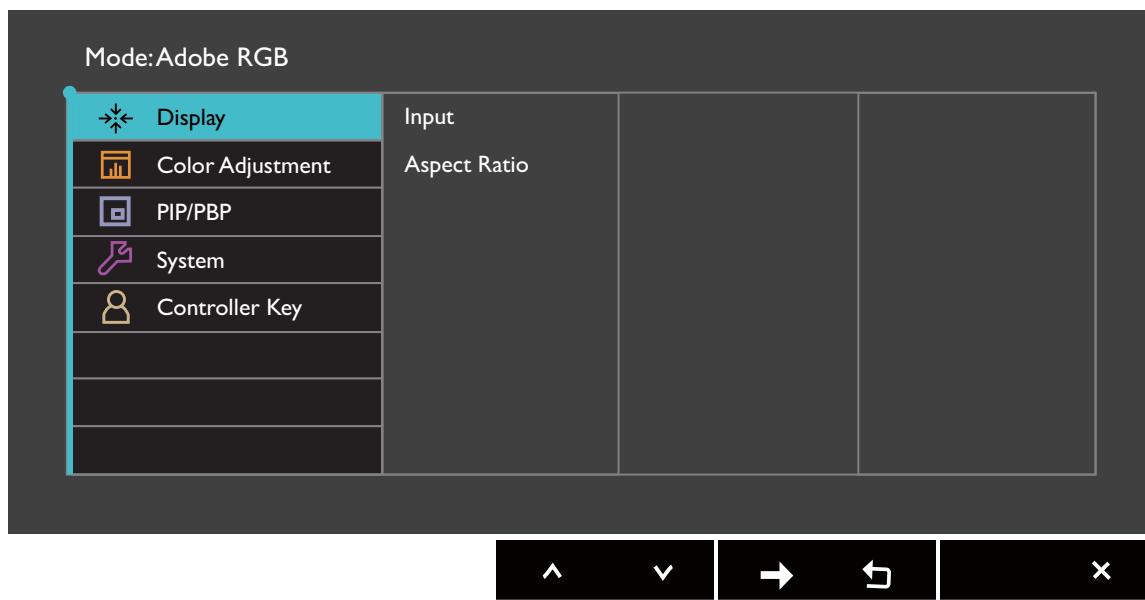 Mode: Adobe RGB
Display
Input
Color Adjustment
Aspect Ratio
PIP/PBP
System
Controller Key